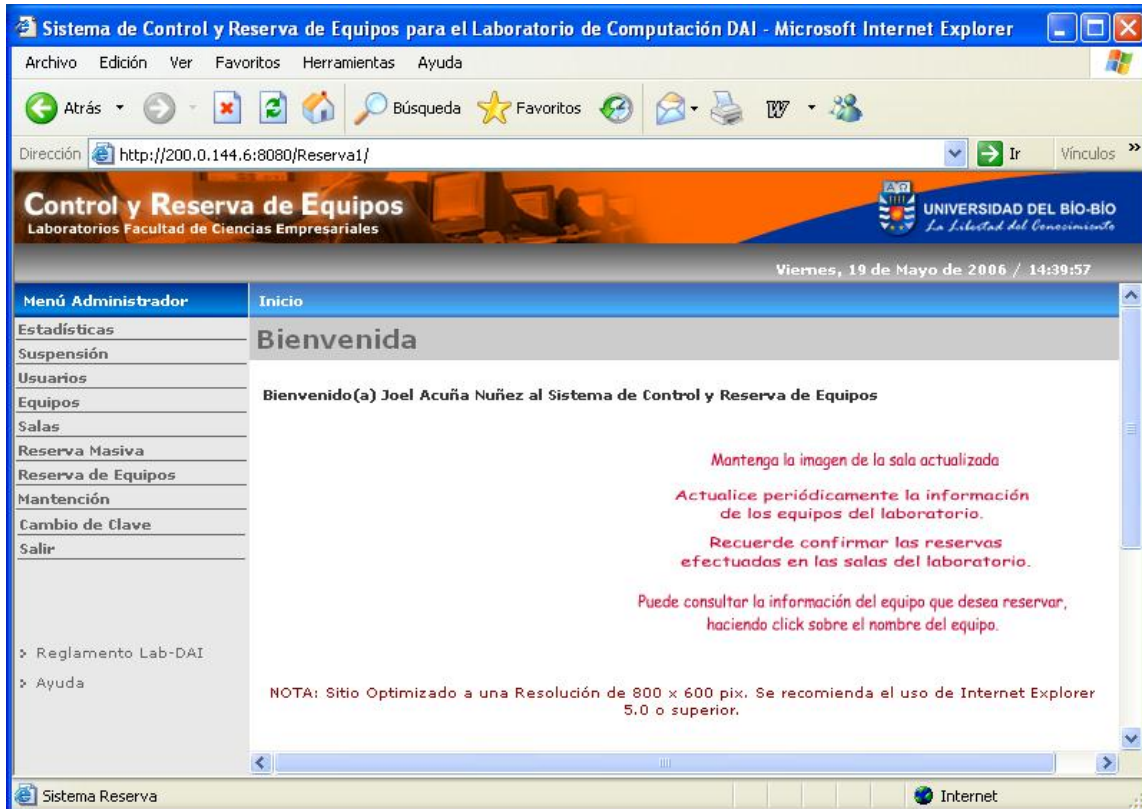 Sistema de Control y Reserva de Equipos para el Laboratorio de Computación DAI - Microsoft Internet Explorer
Archivo Edición Ver Favoritos Herramientas Ayuda
Atrás Búsqueda Favoritos
Dirección http://200.0.144.6:8080/Reserva1/ Ir Vínculos »
Control y Reserva de Equipos
Laboratorios Facultad de Ciencias Empresariales
UNIVERSIDAD DEL BÍO-BÍO
La Libertad del Conocimiento
Viernes, 19 de Mayo de 2006 / 14:39:57
Menú Administrador
Estadísticas
Suspensión
Usuarios
Equipos
Salas
Reserva Masiva
Reserva de Equipos
Mantención
Cambio de Clave
Salir
> Reglamento Lab-DAI
> Ayuda
Inicio
Bienvenida
Bienvenido(a) Joel Acuña Nuñez al Sistema de Control y Reserva de Equipos
Mantenga la imagen de la sala actualizada
Actualice periódicamente la información
de los equipos del laboratorio.
Recuerde confirmar las reservas
efectuadas en las salas del laboratorio.
Puede consultar la información del equipo que desea reservar,
haciendo click sobre el nombre del equipo.
NOTA: Sitio Optimizado a una Resolución de 800 x 600 pix. Se recomienda el uso de Internet Explorer
5.0 o superior.
Sistema Reserva Internet